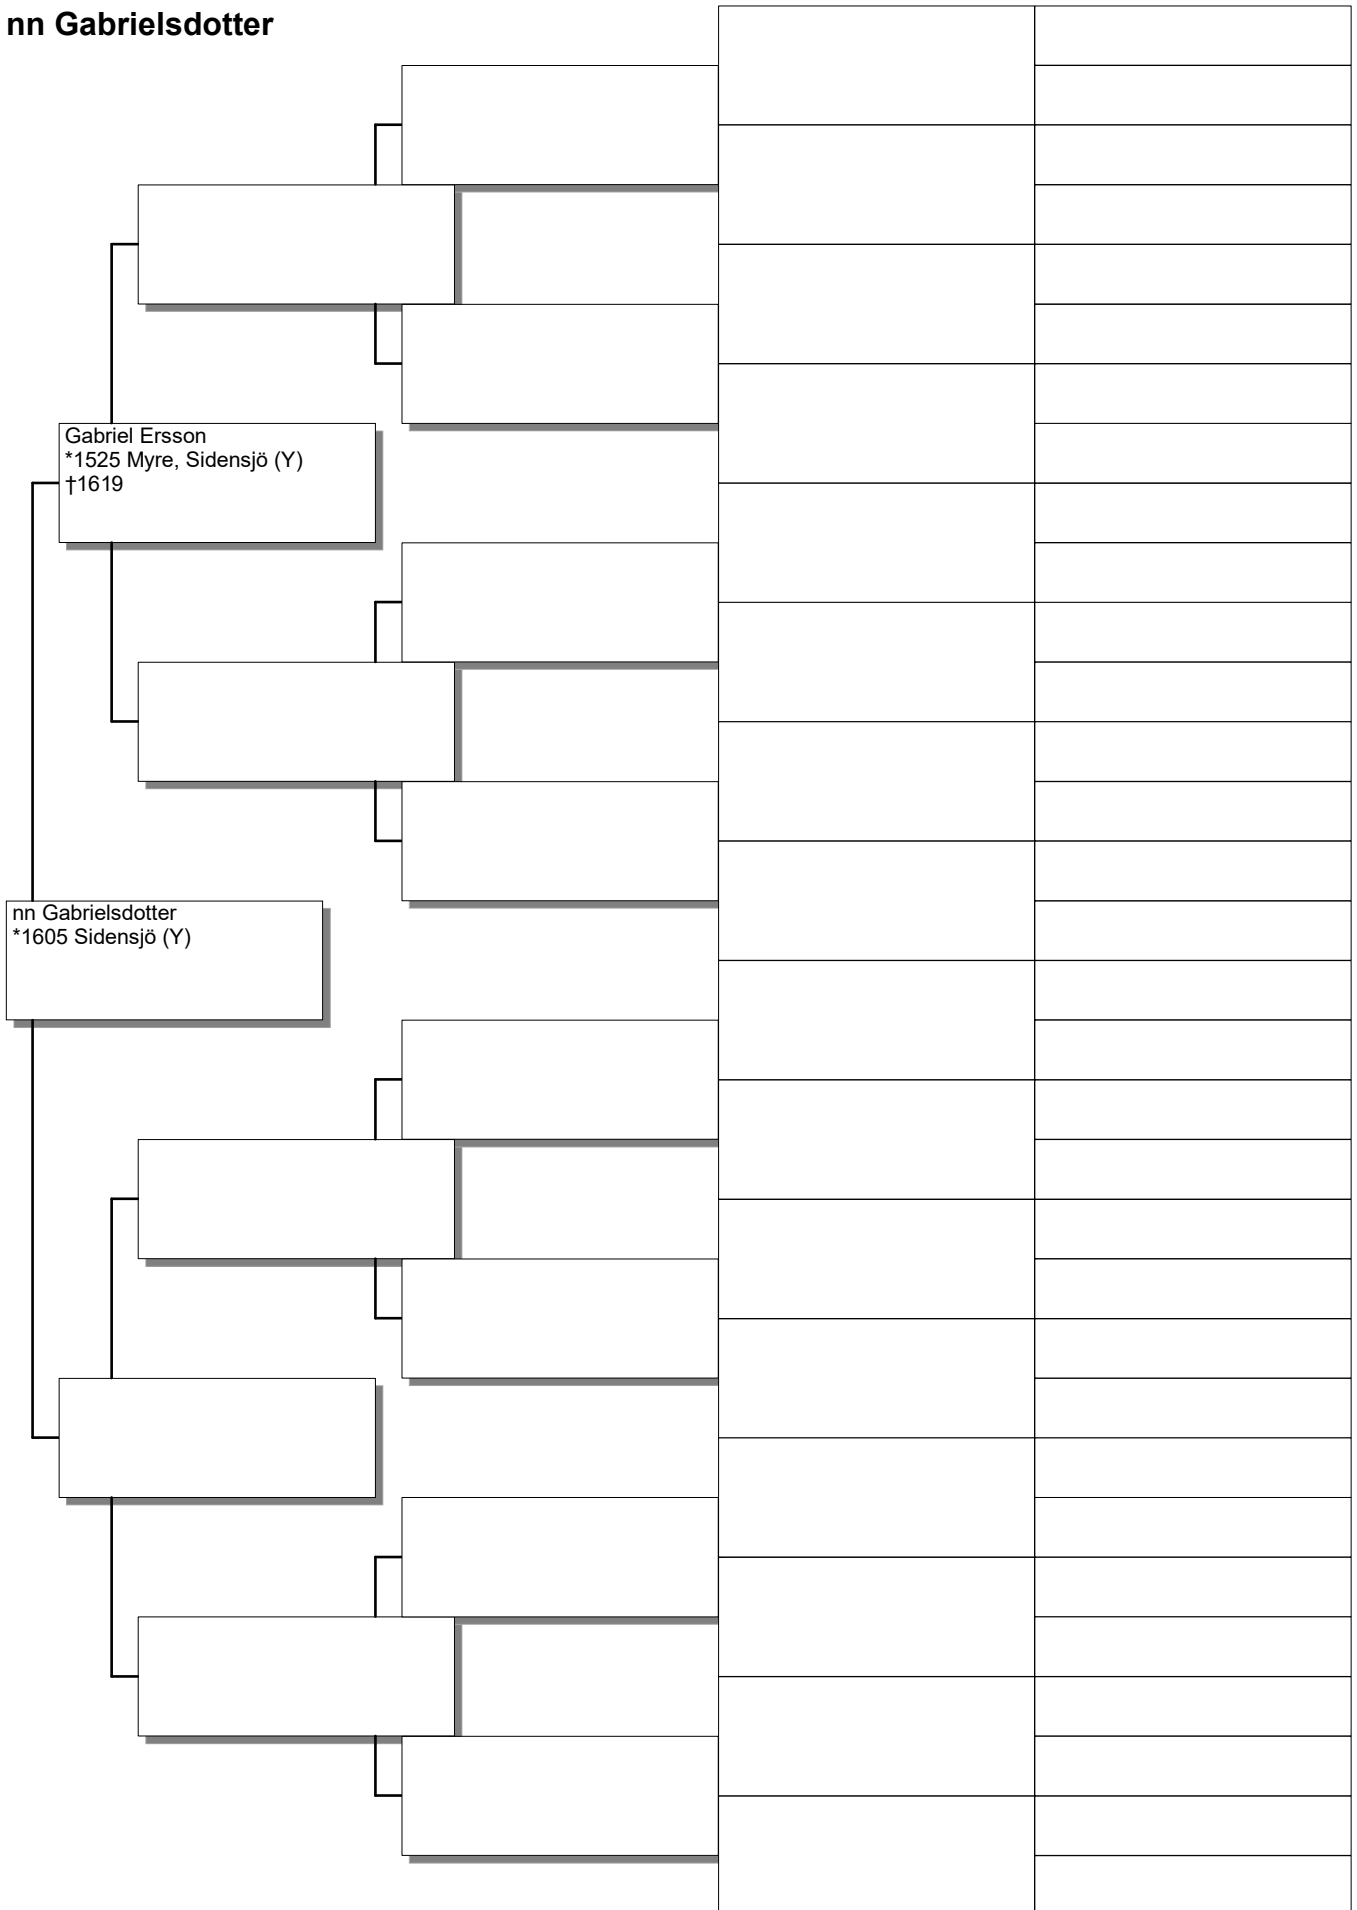 nn Gabrielsdotter
Gabriel Ersson
*1525 Myre, Sidensjö (Y)
†1619
nn Gabrielsdotter
*1605 Sidensjö (Y)